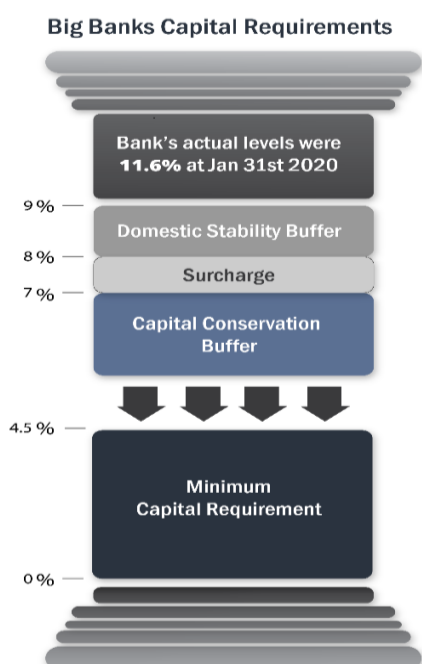 Big Banks Capital Requirements
Bank's actual levels were
11.6% at Jan 31st 2020
9%
Domestic Stability Buffer
8%
Surcharge
7%
Capital Conservation
Buffer
4.5%
Minimum
Capital Requirement
0%